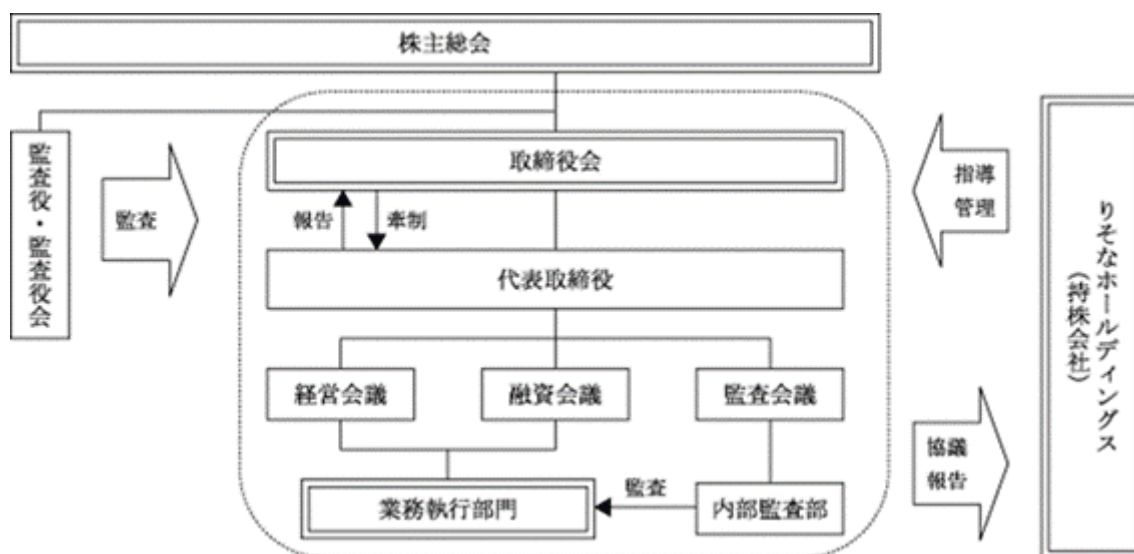 株主総会
監査役・監査役会
監査
取締役会
報告
牽制
代表取締役
経営会議
融資会議
監査会議
業務執行部門
監査
内部監査部
指導
管理
協議
報告
りそなホールディングス
（持株会社）